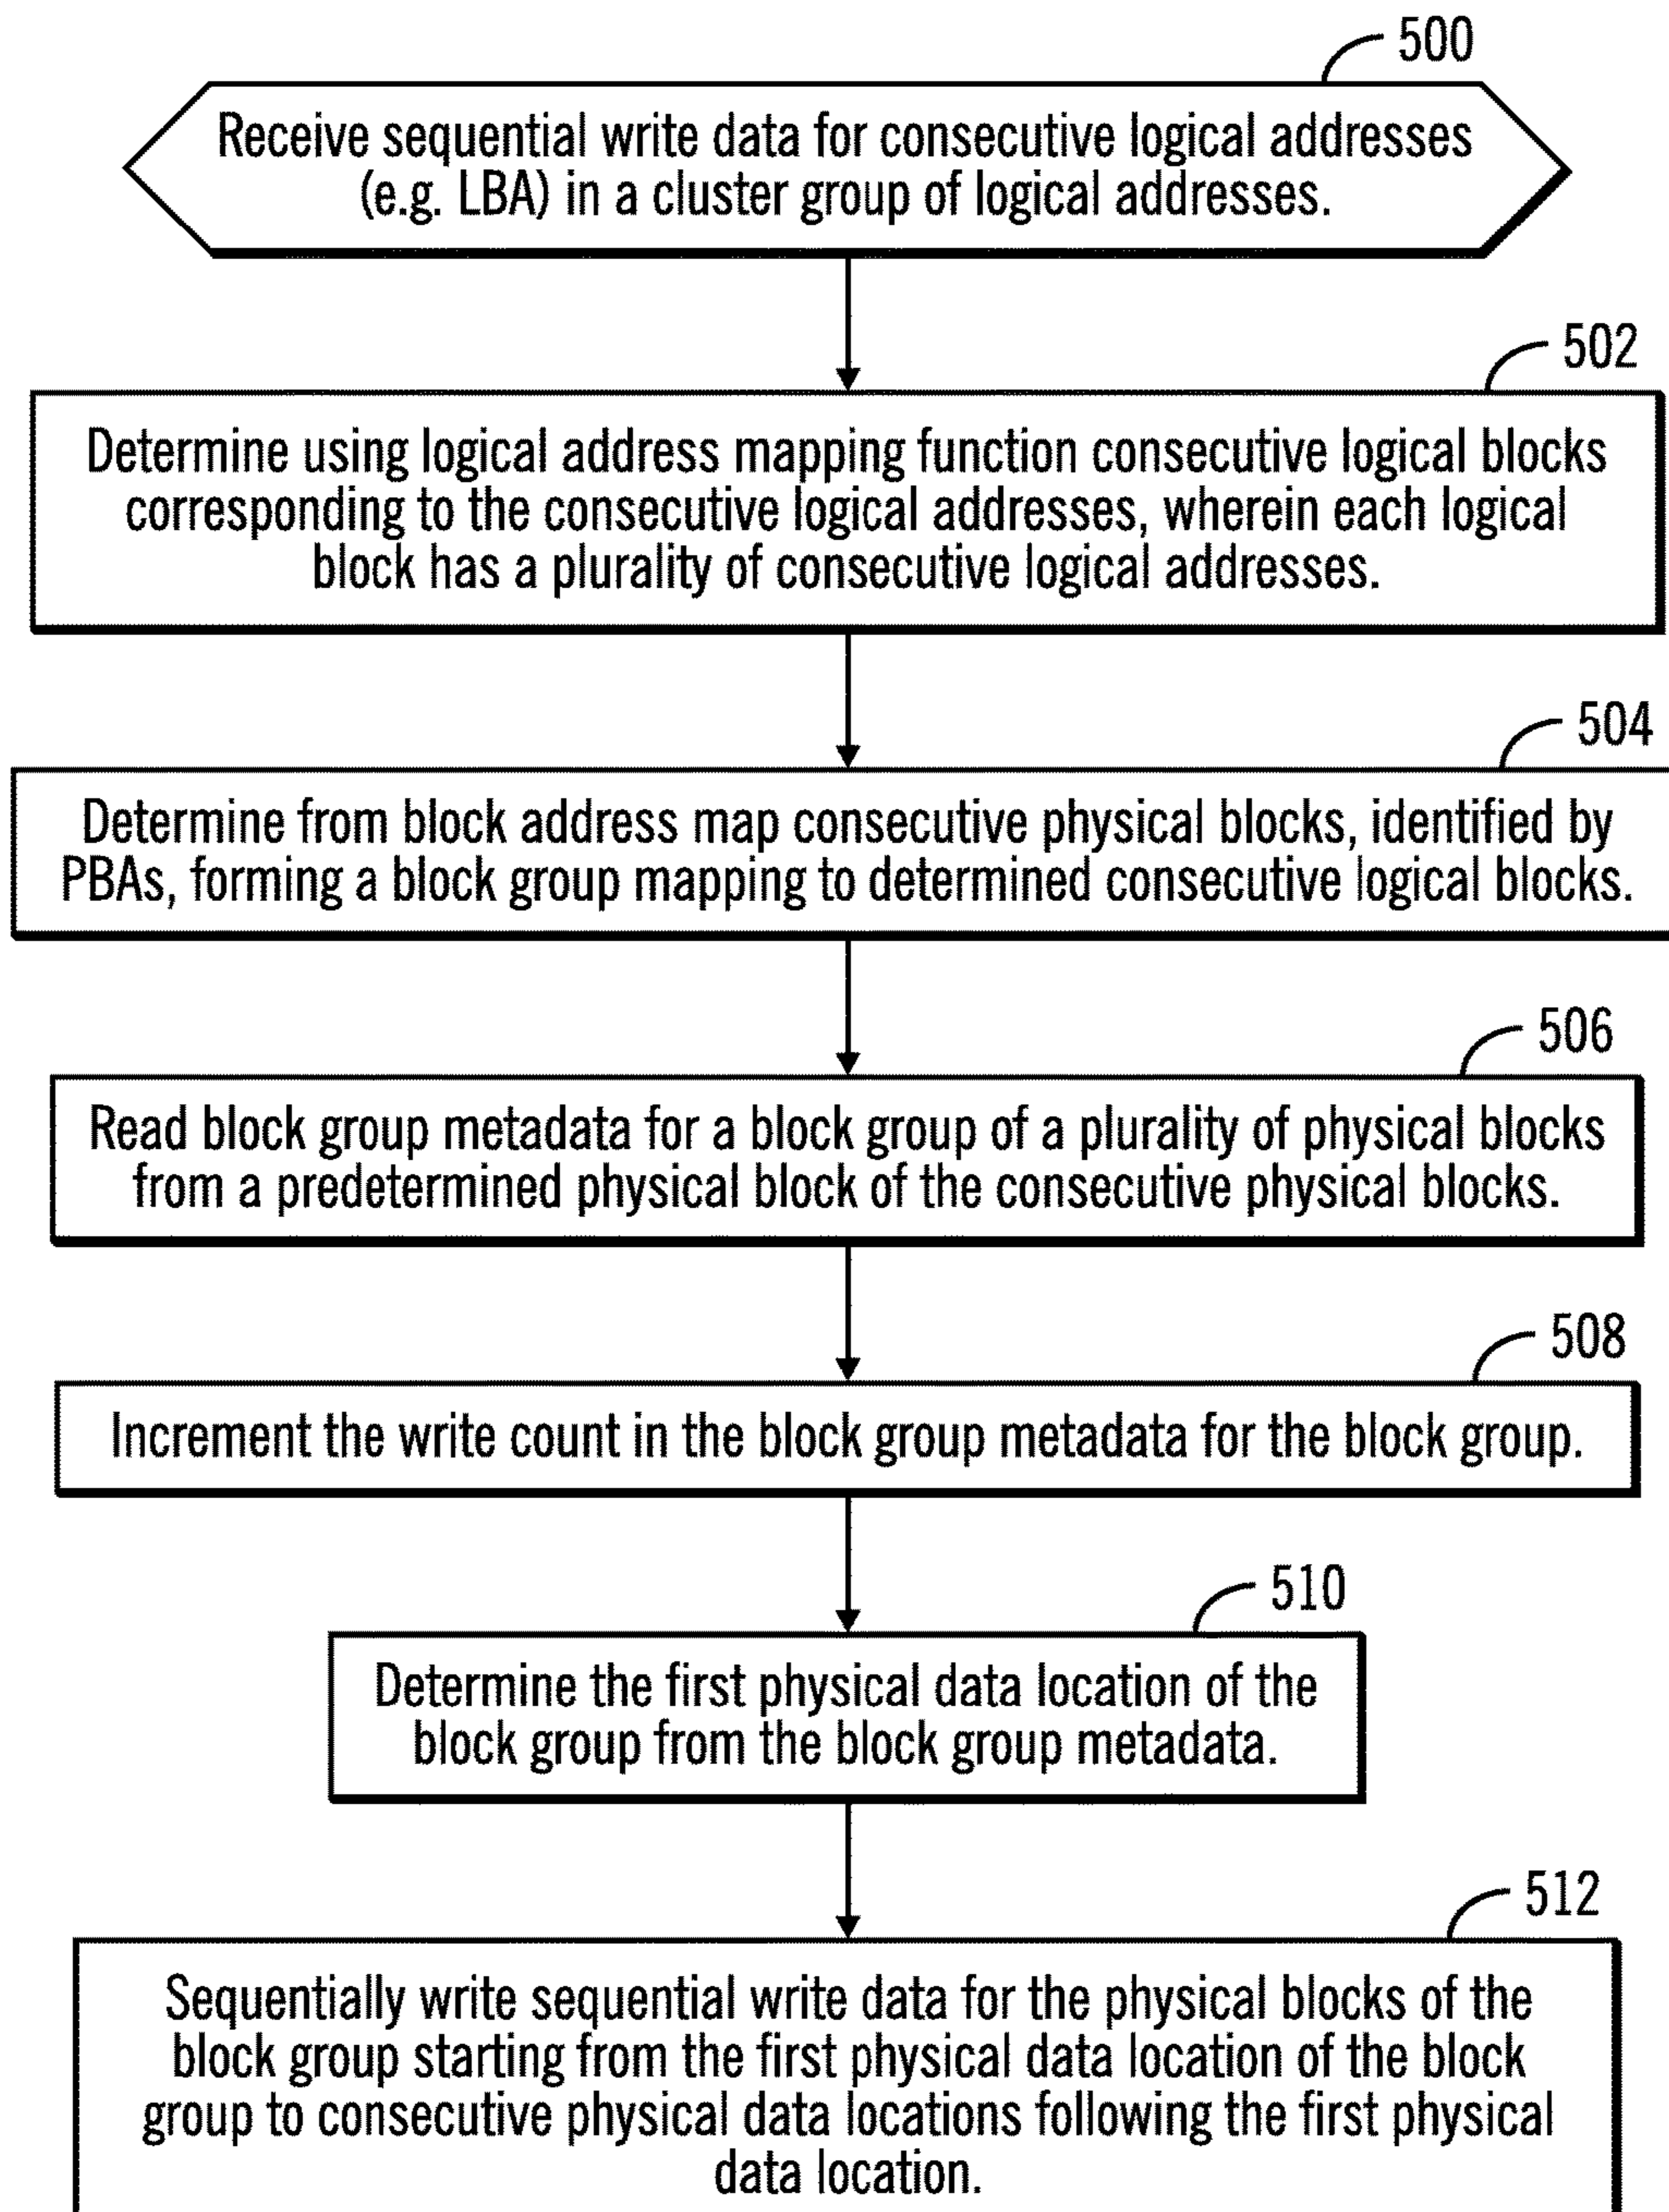 500
Receive sequential write data for consecutive logical addresses
(e.g. LBA) in a cluster group of logical addresses.
502
Determine using logical address mapping function consecutive logical blocks
corresponding to the consecutive logical addresses, wherein each logical
block has a plurality of consecutive logical addresses.
504
Determine from block address map consecutive physical blocks, identified by
PBAs, forming a block group mapping to determined consecutive logical blocks.
506
Read block group metadata for a block group of a plurality of physical blocks
from a predetermined physical block of the consecutive physical blocks.
508
Increment the write count in the block group metadata for the block group.
510
Determine the first physical data location of the
block group from the block group metadata.
512
Sequentially write sequential write data for the physical blocks of the
block group starting from the first physical data location of the block
group to consecutive physical data locations following the first physical
data location.